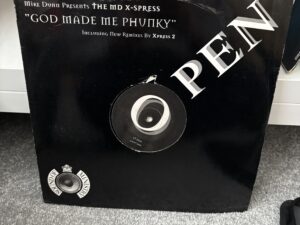 Mike Dunn Presents The MD X-Spress
"God Made Me Phunky"
Including New Remixes By Xpress 2
OPEN